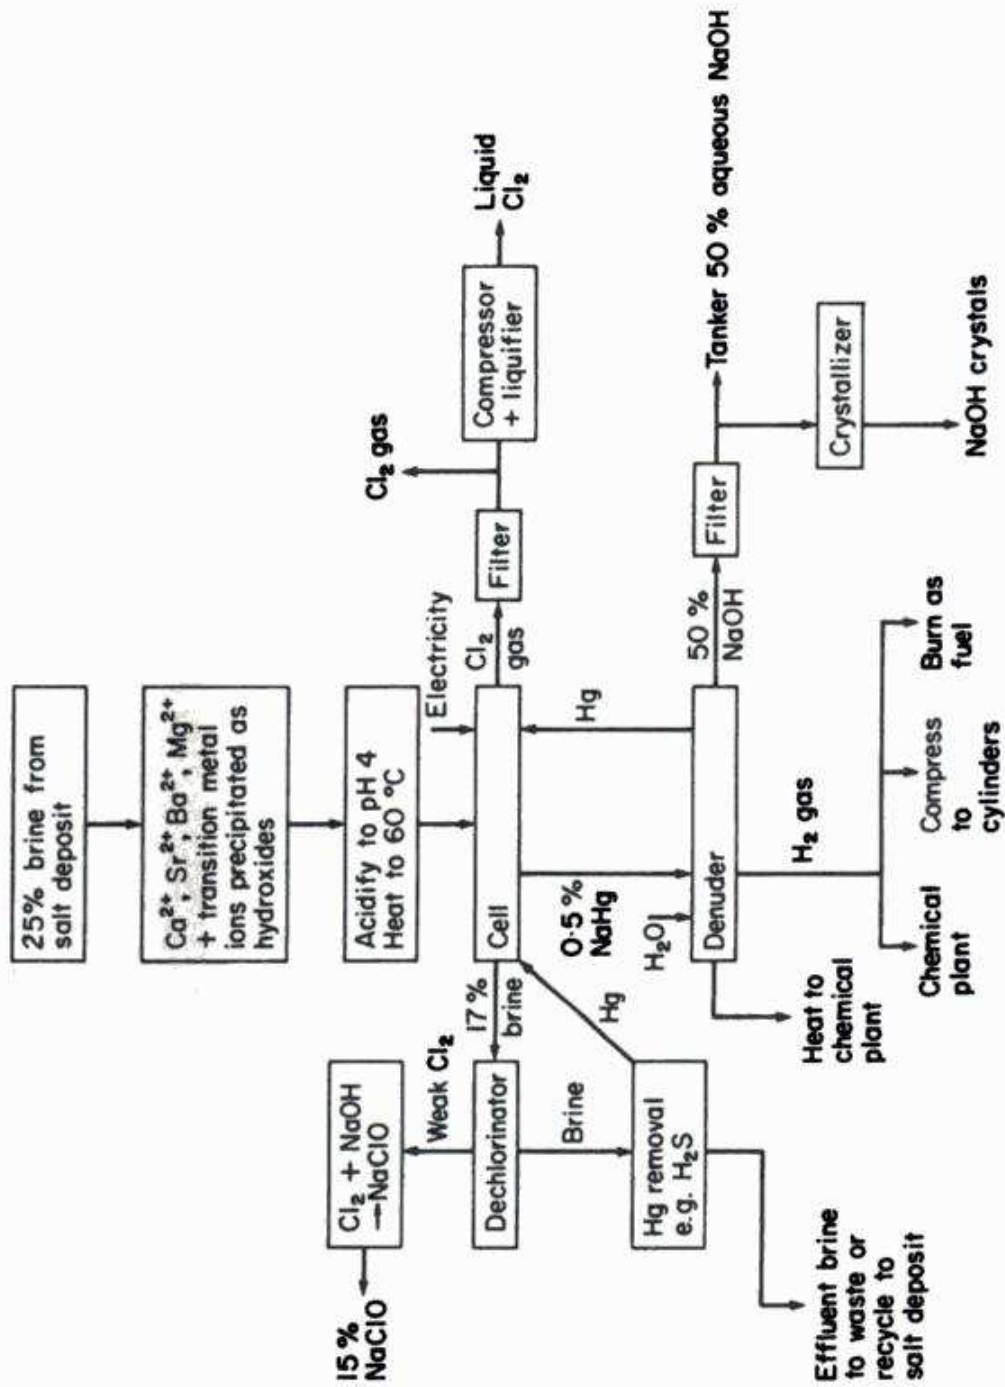 25% brine from
salt deposit
Ca²⁺, Sr²⁺, Ba²⁺, Mg²⁺
+ transition metal
ions precipitated as
hydroxides
Acidify to pH 4
Heat to 60 °C
Electricity
Cl₂ + NaOH
→NaClO
15%
NaClO
Weak Cl₂
Dechlorinator
17%
brine
Cell
Cl₂
gas
Filter
Cl₂ gas
Compressor
+ liquifier
Liquid
Cl₂
Brine
Hg
0·5%
NaHg
Hg
Hg removal
e.g. H₂S
H₂O
Denuder
50%
NaOH
Filter
Tanker 50% aqueous NaOH
Crystallizer
NaOH crystals
Effluent brine
to waste or
recycle to
salt deposit
Heat to
chemical
plant
H₂ gas
Chemical
plant
Compress
to
cylinders
Burn as
fuel